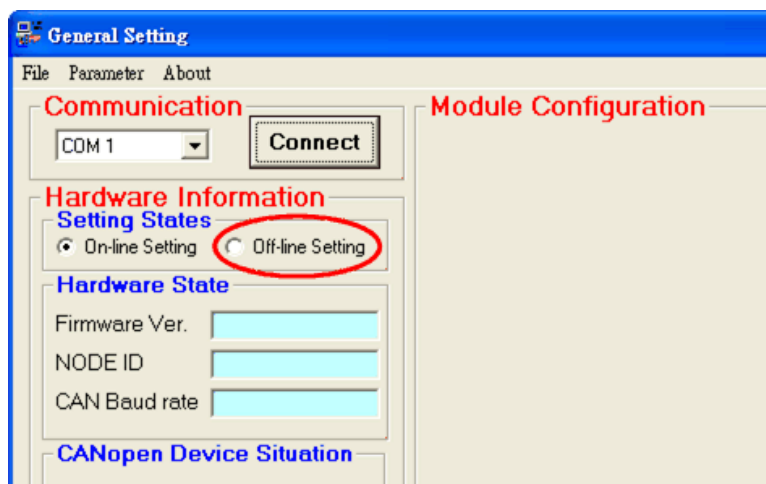 General Setting
File Parameter About
Communication
COM 1
Connect
Hardware Information
Setting States
On-line Setting
Off-line Setting
Hardware State
Firmware Ver.
NODE ID
CAN Baud rate
CANopen Device Situation
Module Configuration